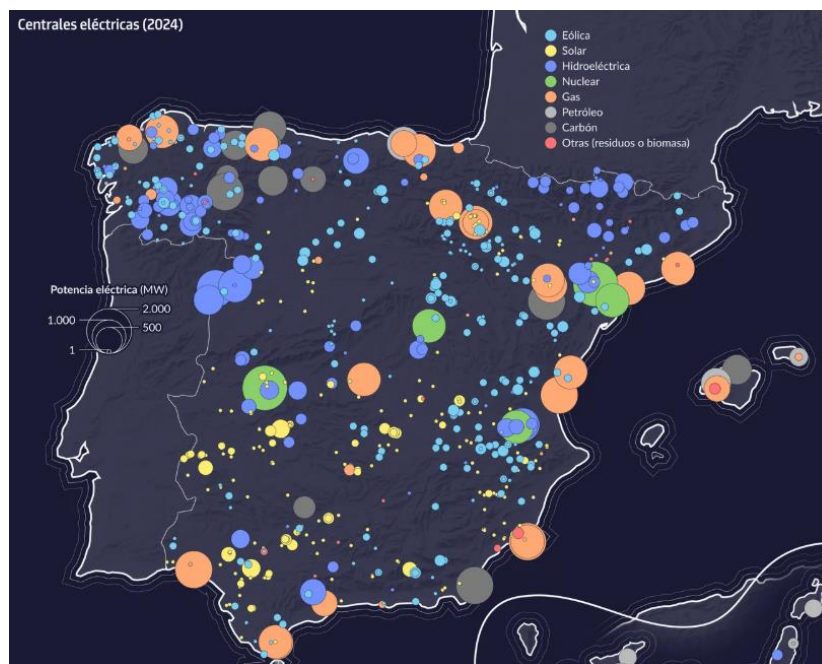 Centrales eléctricas (2024)
Eólica
Solar
Hidroeléctrica
Nuclear
Gas
Petróleo
Carbón
Otras (residuos o biomasa)
Potencia eléctrica (MW)
2.000
1.000
500
1